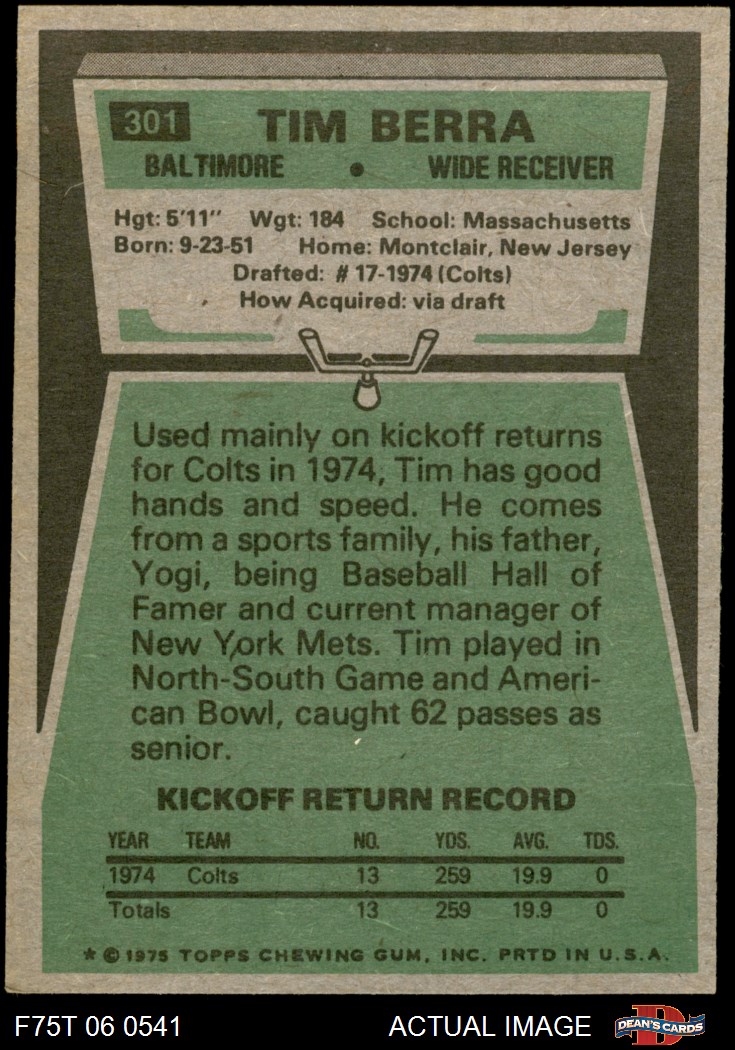 301 TIM BERRA
BALTIMORE • WIDE RECEIVER
Hgt: 5'11" Wgt: 184 School: Massachusetts
Born: 9-23-51 Home: Montclair, New Jersey
Drafted: # 17-1974 (Colts)
How Acquired: via draft
Used mainly on kickoff returns
for Colts in 1974, Tim has good
hands and speed. He comes
from a sports family, his father,
Yogi, being Baseball Hall of
Famer and current manager of
New York Mets. Tim played in
North-South Game and Ameri-
can Bowl, caught 62 passes as
senior.
KICKOFF RETURN RECORD
YEAR TEAM NO. YDS. AVG. TDS.
1974 Colts 13 259 19.9 0
Totals 13 259 19.9 0
* © 1975 TOPPS CHEWING GUM, INC. PRTD IN U.S.A.
F75T 06 0541 ACTUAL IMAGE DEAN'S CARDS